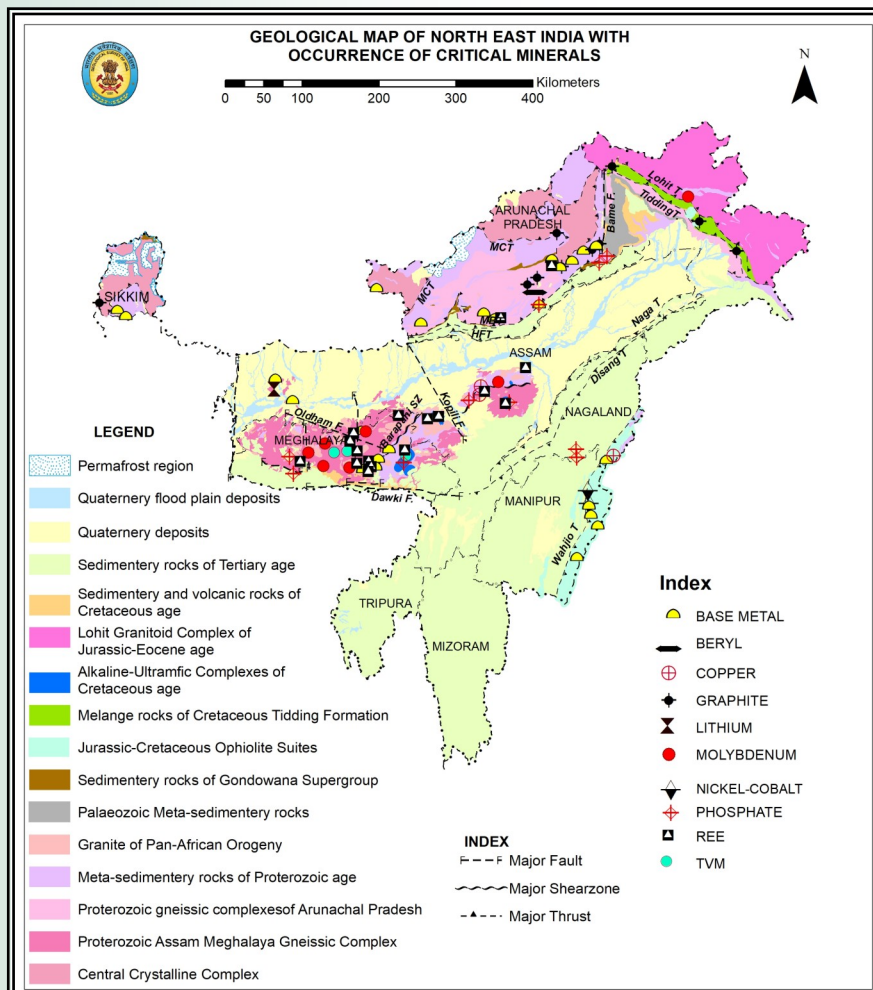 GEOLOGICAL MAP OF NORTH EAST INDIA WITH
OCCURRENCE OF CRITICAL MINERALS
Kilometers
0 50 100 200 300 400
N
Lohit T.
Tidding T.
ARUNACHAL
PRADESH
Bame F.
MCT
MCT
SIKKIM
HFT
Naga T
ASSAM
Disang T
Kopili F.
Barapani SZ
NAGALAND
Oldham F.
MEGHALAYA
MANIPUR
Dawki F.
Wahjio T
TRIPURA
MIZORAM
LEGEND
Permafrost region
Quaternary flood plain deposits
Quaternary deposits
Sedimentary rocks of Tertiary age
Sedimentery and volcanic rocks of
Cretaceous age
Lohit Granitoid Complex of
Jurassic-Eocene age
Alkaline-Ultramfic Complexes of
Cretaceous age
Melange rocks of Cretaceous Tidding Formation
Jurassic-Cretaceous Ophiolite Suites
Sedimentery rocks of Gondowana Supergroup
Palaeozoic Meta-sedimentery rocks
Granite of Pan-African Orogeny
Meta-sedimentery rocks of Proterozoic age
Proterozoic gneissic complexesof Arunachal Pradesh
Proterozoic Assam Meghalaya Gneissic Complex
Central Crystalline Complex
INDEX
F F Major Fault
Major Shearzone
Major Thrust
Index
BASE METAL
BERYL
COPPER
GRAPHITE
LITHIUM
MOLYBDENUM
NICKEL-COBALT
PHOSPHATE
REE
TVM